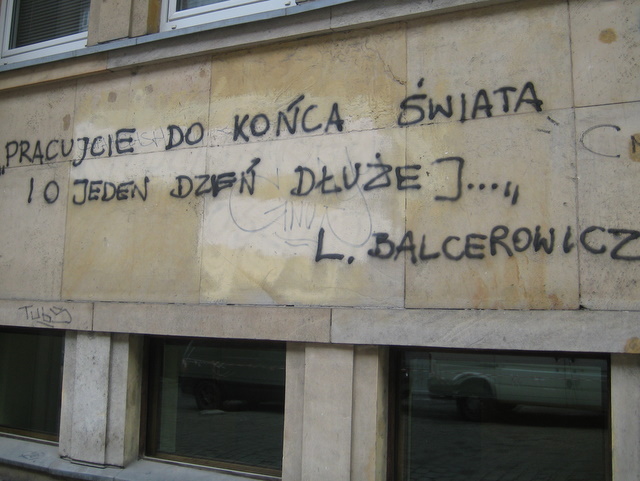 „PRACUJCIE DO KOŃCA ŚWIATA
I O JEDEN DZIEŃ DŁUŻEJ...„
L. BALCEROWICZ